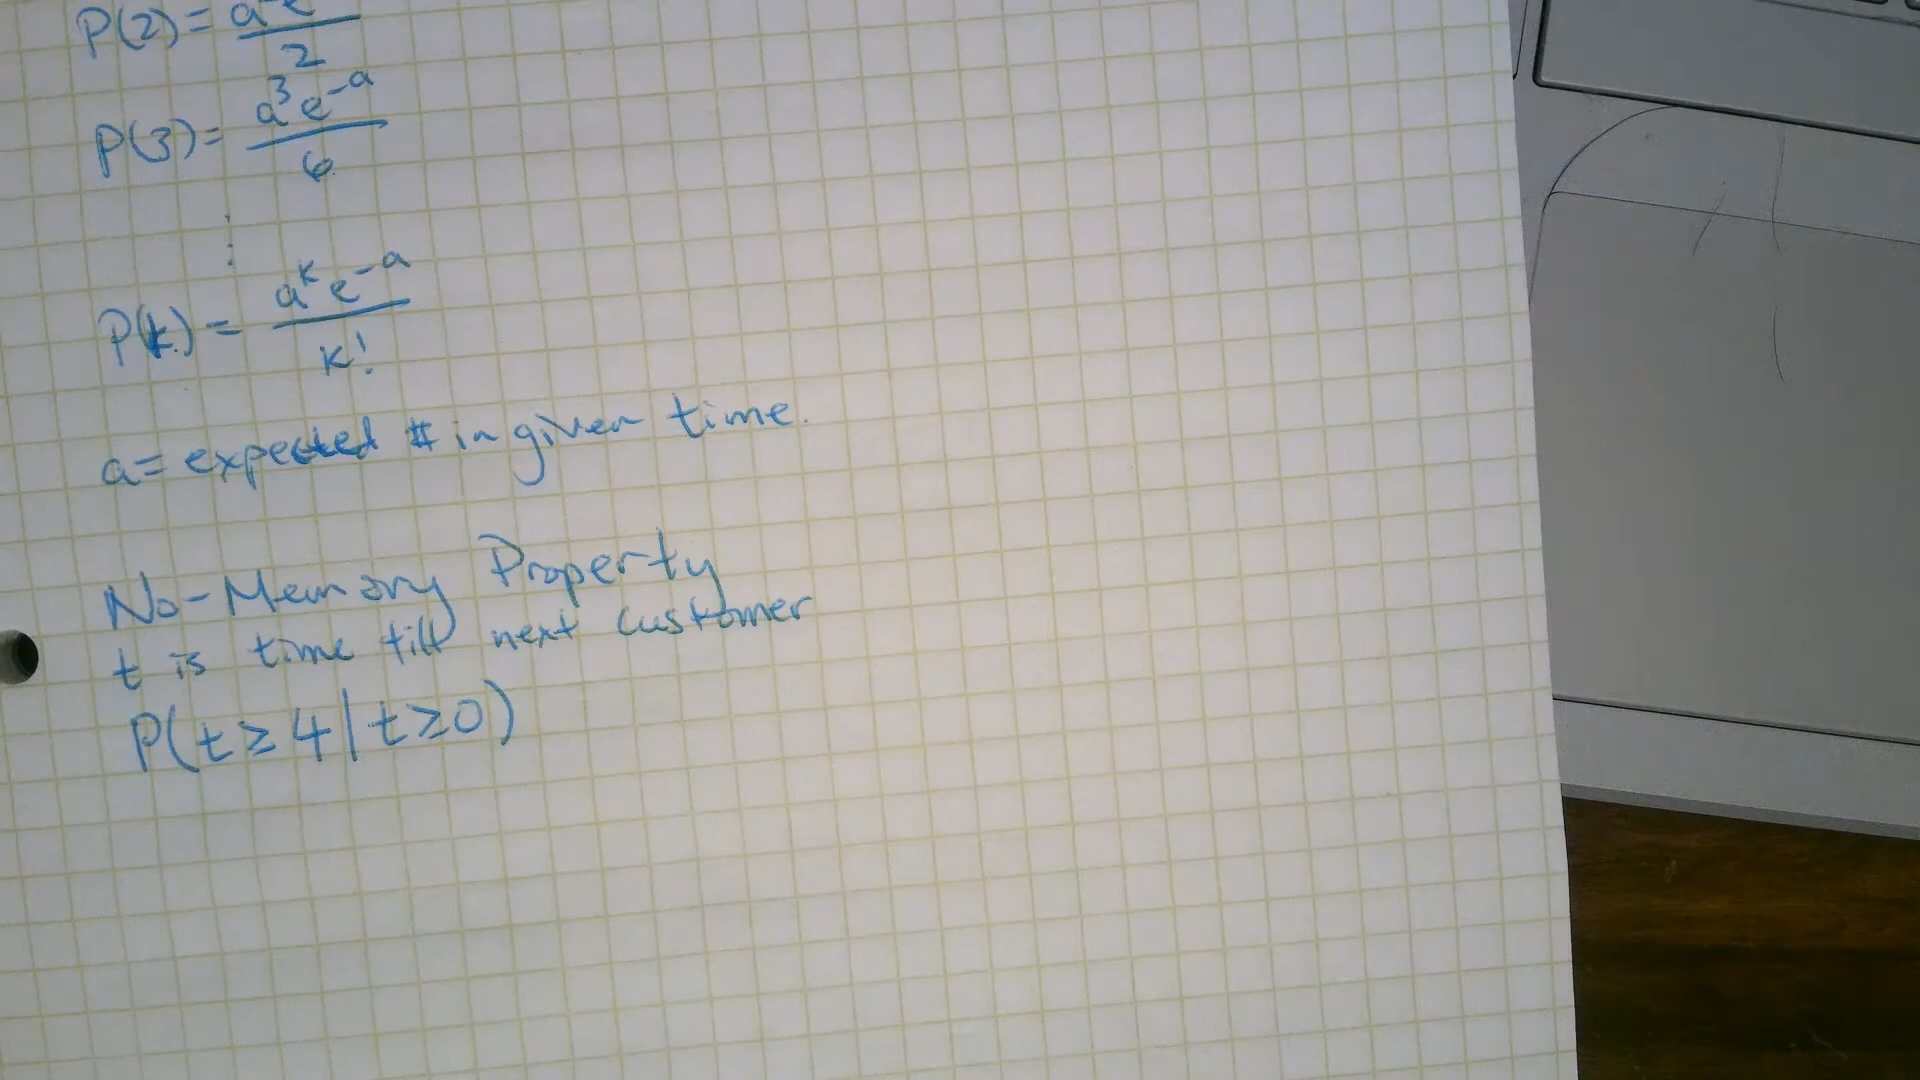 P(2) = a²e
2
P(3) = a³e⁻ᵃ
6
⋮
P(k) = aᵏe⁻ᵃ
k!
a = expected # in given time.
No-Memory Property
t is time till next customer
P(t ≥ 4 | t ≥ 0)